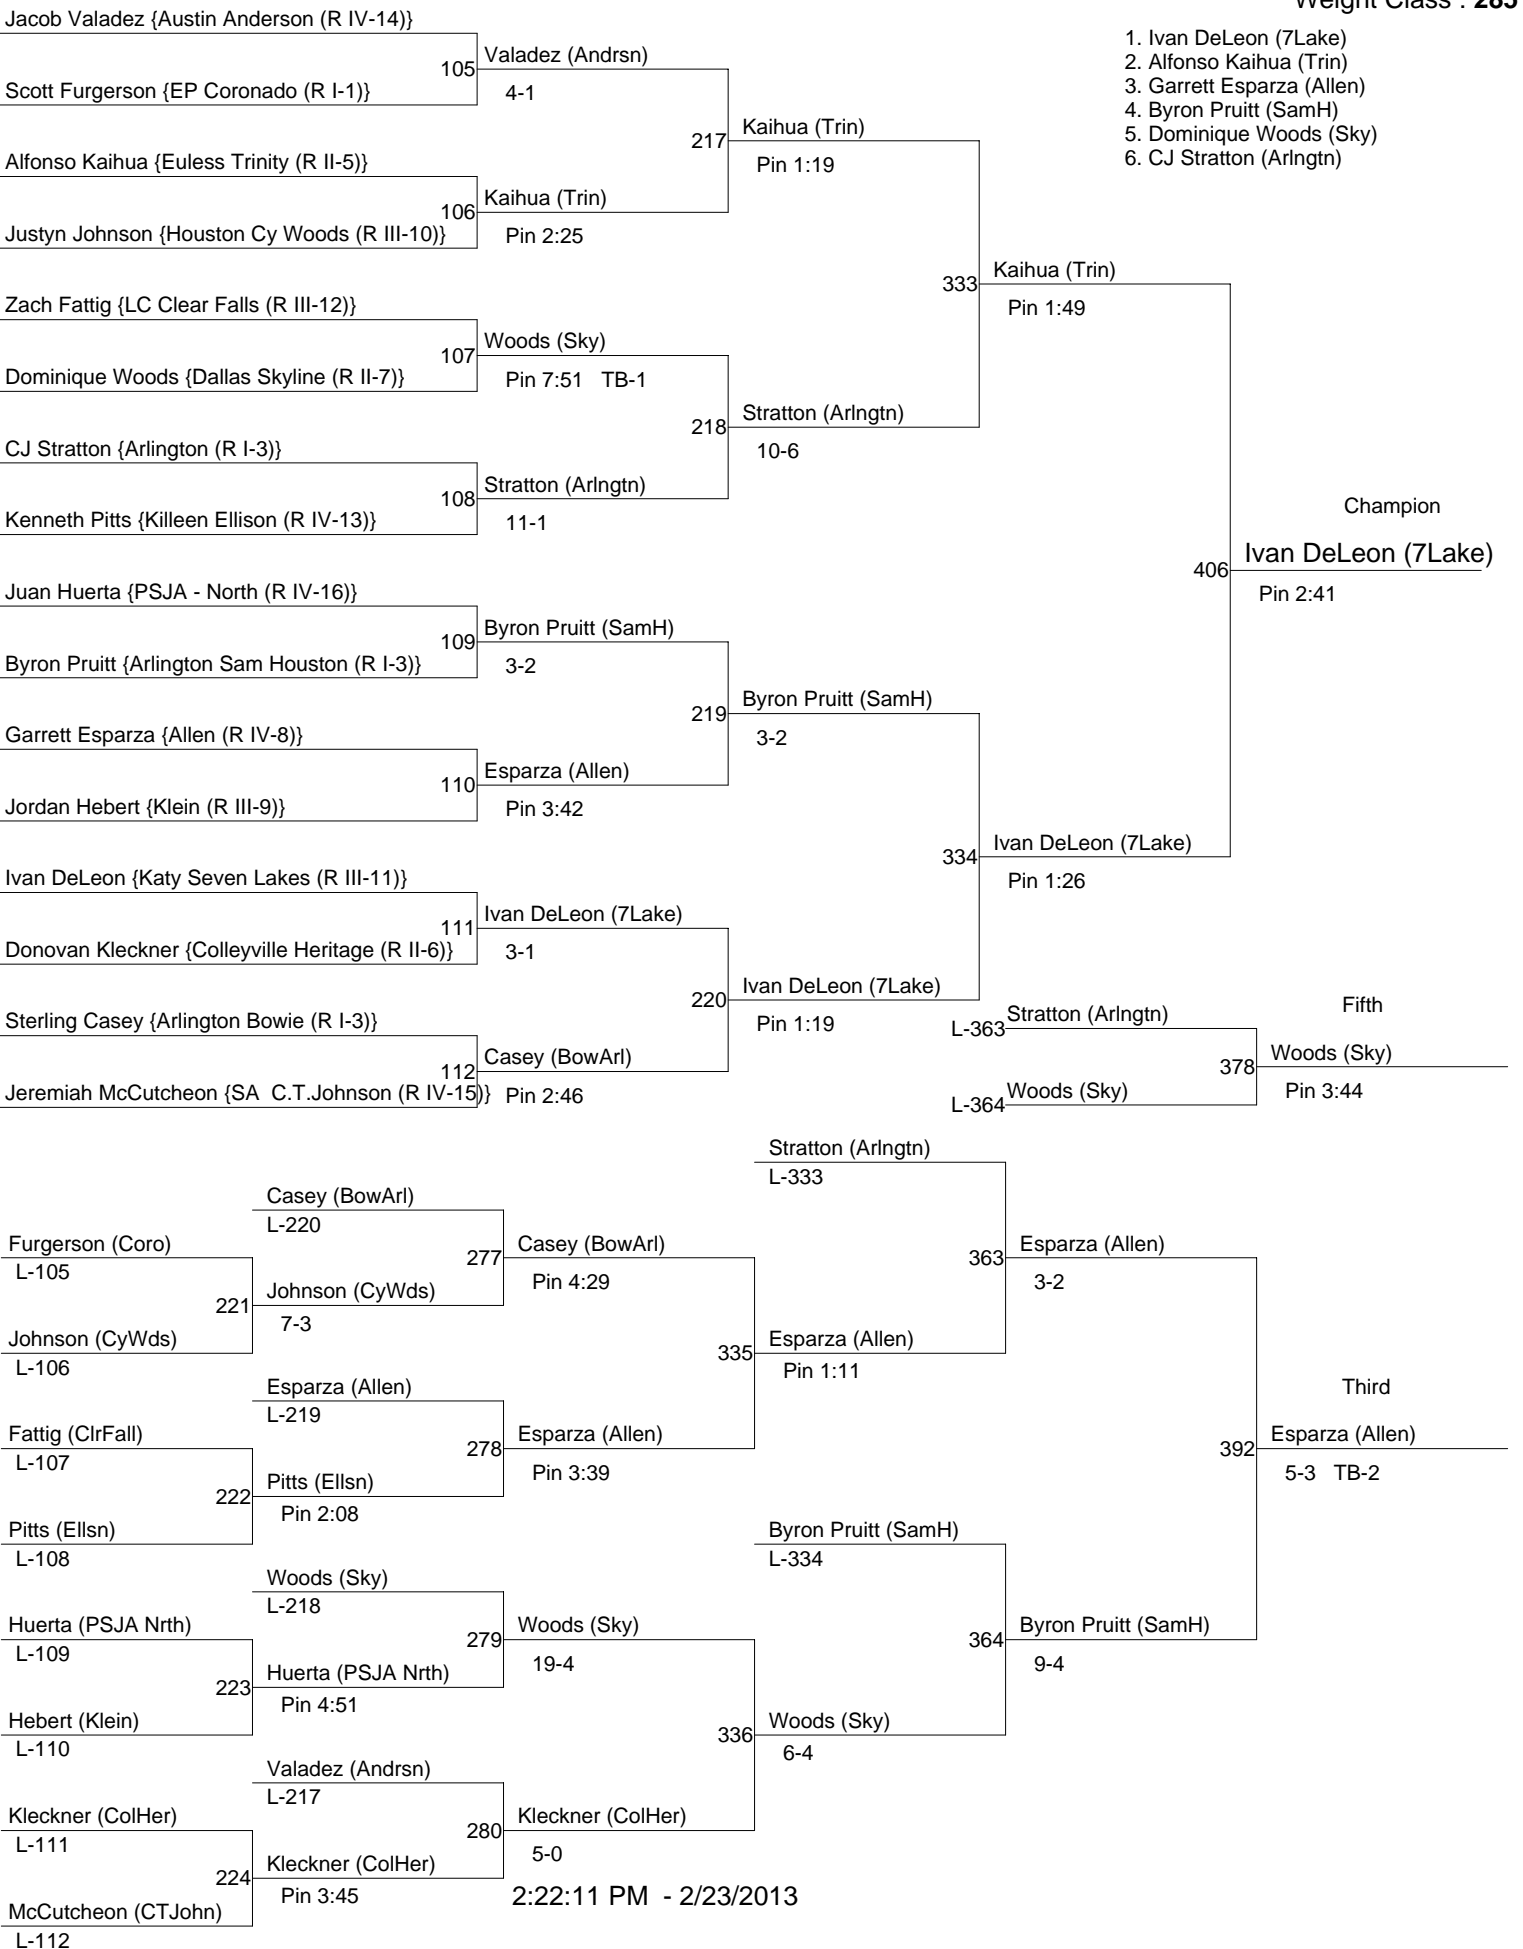 Weight Class : 285
1. Ivan DeLeon (7Lake)
2. Alfonso Kaihua (Trin)
3. Garrett Esparza (Allen)
4. Byron Pruitt (SamH)
5. Dominique Woods (Sky)
6. CJ Stratton (Arlngtn)
Jacob Valadez {Austin Anderson (R IV-14)}
105
Valadez (Andrsn)
4-1
Scott Furgerson {EP Coronado (R I-1)}
217
Kaihua (Trin)
Pin 1:19
Alfonso Kaihua {Euless Trinity (R II-5)}
106
Kaihua (Trin)
Pin 2:25
Justyn Johnson {Houston Cy Woods (R III-10)}
333
Kaihua (Trin)
Pin 1:49
Zach Fattig {LC Clear Falls (R III-12)}
107
Woods (Sky)
Pin 7:51 TB-1
Dominique Woods {Dallas Skyline (R II-7)}
218
Stratton (Arlngtn)
10-6
CJ Stratton {Arlington (R I-3)}
108
Stratton (Arlngtn)
11-1
Kenneth Pitts {Killeen Ellison (R IV-13)}
Champion
406
Ivan DeLeon (7Lake)
Pin 2:41
Juan Huerta {PSJA - North (R IV-16)}
109
Byron Pruitt (SamH)
3-2
Byron Pruitt {Arlington Sam Houston (R I-3)}
219
Byron Pruitt (SamH)
3-2
Garrett Esparza {Allen (R IV-8)}
110
Esparza (Allen)
Pin 3:42
Jordan Hebert {Klein (R III-9)}
334
Ivan DeLeon (7Lake)
Pin 1:26
Ivan DeLeon {Katy Seven Lakes (R III-11)}
111
Ivan DeLeon (7Lake)
3-1
Donovan Kleckner {Colleyville Heritage (R II-6)}
220
Ivan DeLeon (7Lake)
Pin 1:19
Sterling Casey {Arlington Bowie (R I-3)}
112
Casey (BowArl)
Pin 2:46
Jeremiah McCutcheon {SA C.T.Johnson (R IV-15)}
Fifth
L-363
Stratton (Arlngtn)
378
Woods (Sky)
Pin 3:44
L-364
Woods (Sky)
Stratton (Arlngtn)
L-333
Casey (BowArl)
L-220
Furgerson (Coro)
L-105
277
Casey (BowArl)
Pin 4:29
363
Esparza (Allen)
3-2
221
Johnson (CyWds)
7-3
Johnson (CyWds)
L-106
335
Esparza (Allen)
Pin 1:11
Esparza (Allen)
L-219
Third
Fattig (ClrFall)
L-107
278
Esparza (Allen)
Pin 3:39
392
Esparza (Allen)
5-3 TB-2
222
Pitts (Ellsn)
Pin 2:08
Pitts (Ellsn)
L-108
Byron Pruitt (SamH)
L-334
Woods (Sky)
L-218
Huerta (PSJA Nrth)
L-109
279
Woods (Sky)
19-4
364
Byron Pruitt (SamH)
9-4
223
Huerta (PSJA Nrth)
Pin 4:51
Hebert (Klein)
L-110
336
Woods (Sky)
6-4
Valadez (Andrsn)
L-217
Kleckner (ColHer)
L-111
280
Kleckner (ColHer)
5-0
224
Kleckner (ColHer)
Pin 3:45
McCutcheon (CTJohn)
L-112
2:22:11 PM - 2/23/2013